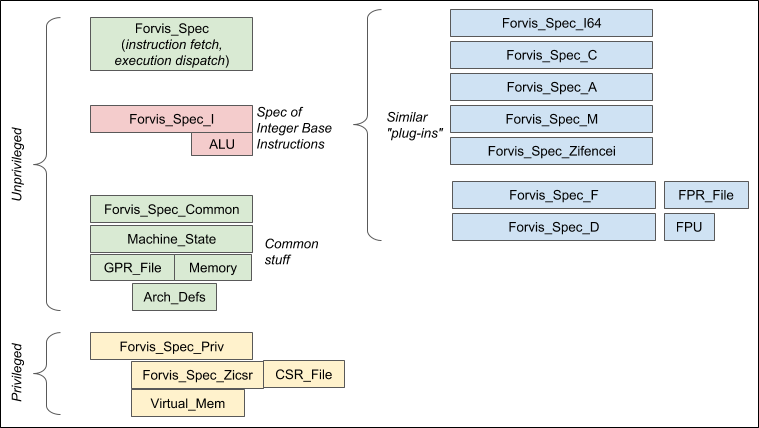 Forvis_Spec
(instruction fetch,
execution dispatch)
Unprivileged
Forvis_Spec_I
ALU
Spec of
Integer Base
Instructions
Forvis_Spec_Common
Machine_State
GPR_File
Memory
Arch_Defs
Common
stuff
Privileged
Forvis_Spec_Priv
Forvis_Spec_Zicsr
CSR_File
Virtual_Mem
Similar
"plug-ins"
Forvis_Spec_I64
Forvis_Spec_C
Forvis_Spec_A
Forvis_Spec_M
Forvis_Spec_Zifencei
Forvis_Spec_F
FPR_File
Forvis_Spec_D
FPU